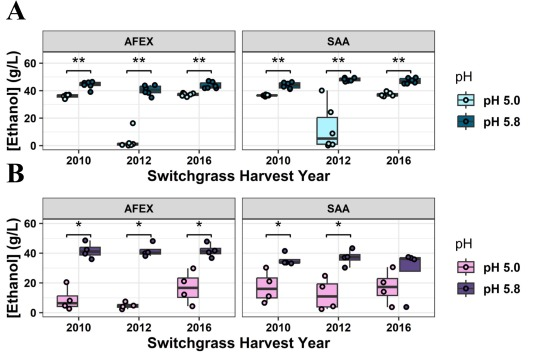 A
AFEX SAA
** ** ** ** ** **
[Ethanol] (g/L)
60
40
20
0
2010 2012 2016 2010 2012 2016
Switchgrass Harvest Year
pH
pH 5.0
pH 5.8
B
AFEX SAA
* * * * *
[Ethanol] (g/L)
60
40
20
0
2010 2012 2016 2010 2012 2016
Switchgrass Harvest Year
pH
pH 5.0
pH 5.8